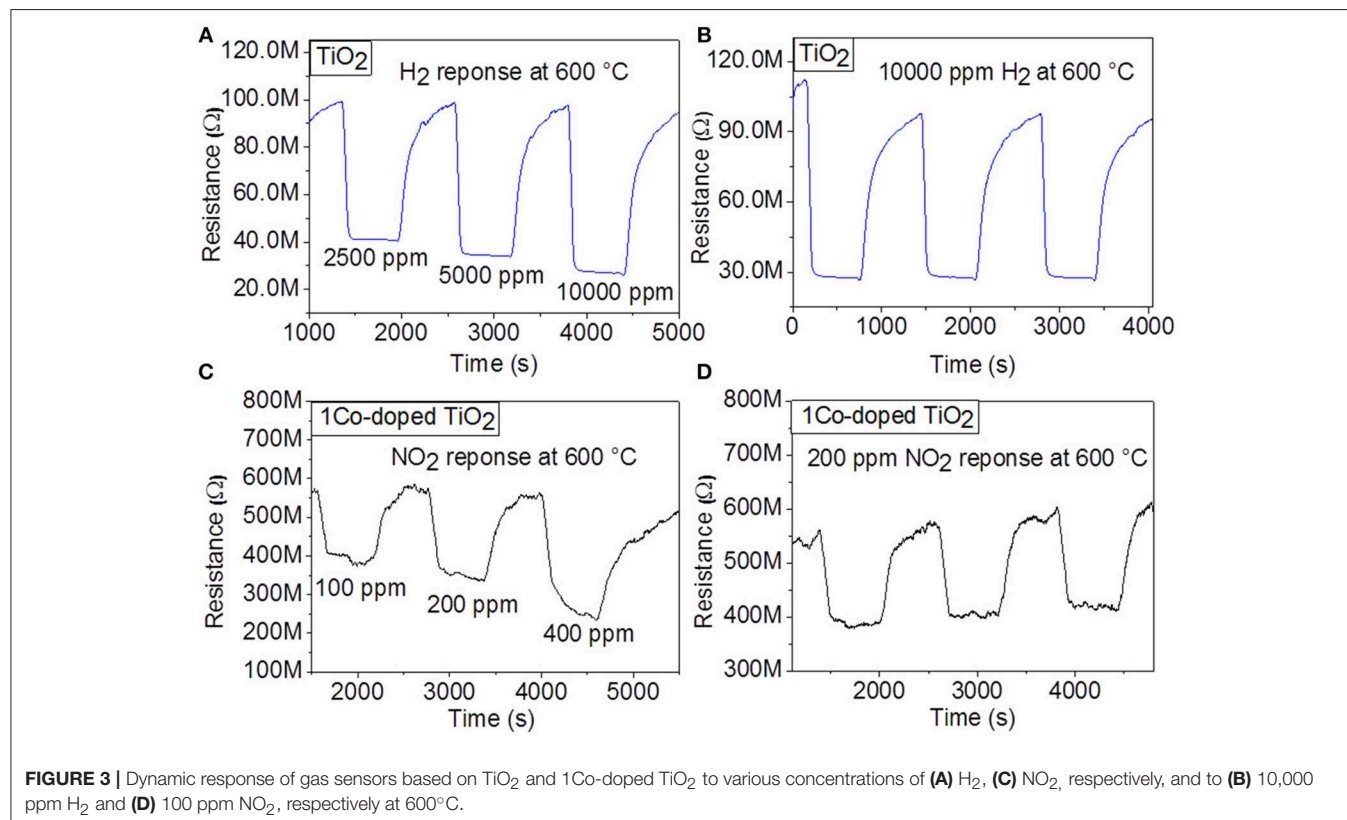 A
TiO2
H2 reponse at 600 °C
120.0M
100.0M
80.0M
60.0M
40.0M
20.0M
Resistance (Ω)
2500 ppm
5000 ppm
10000 ppm
1000 2000 3000 4000 5000
Time (s)
B
TiO2
10000 ppm H2 at 600 °C
120.0M
90.0M
60.0M
30.0M
Resistance (Ω)
0 1000 2000 3000 4000
Time (s)
C
1Co-doped TiO2
NO2 reponse at 600 °C
800M
700M
600M
500M
400M
300M
200M
100M
Resistance (Ω)
100 ppm
200 ppm
400 ppm
2000 3000 4000 5000
Time (s)
D
1Co-doped TiO2
200 ppm NO2 reponse at 600 °C
800M
700M
600M
500M
400M
300M
Resistance (Ω)
2000 3000 4000
Time (s)
FIGURE 3 | Dynamic response of gas sensors based on TiO2 and 1Co-doped TiO2 to various concentrations of (A) H2, (C) NO2, respectively, and to (B) 10,000
ppm H2 and (D) 100 ppm NO2, respectively at 600°C.